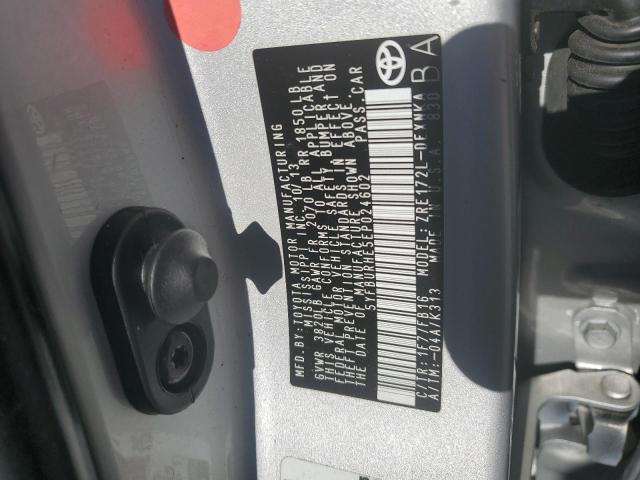 MFD.BY:TOYOTA MOTOR MANUFACTURING
MISSISSIPPI INC. 10/13
GVWR 3820LB GAWR FR 2070LB RR 1850LB
THIS VEHICLE CONFORMS TO ALL APPLICABLE
FEDERAL MOTOR VEHICLE SAFETY BUMPER AND
THEFT PREVENTION STANDARDS IN EFFECT ON
THE DATE OF MANUFACTURE SHOWN ABOVE.
5YFBURHE5EP024602 PASS.CAR
C/TR:1F7/FB16
MODEL:ZRE172L-DEXNKA
A/TM:-04A/K313
MADE IN U.S.A. 830
BA